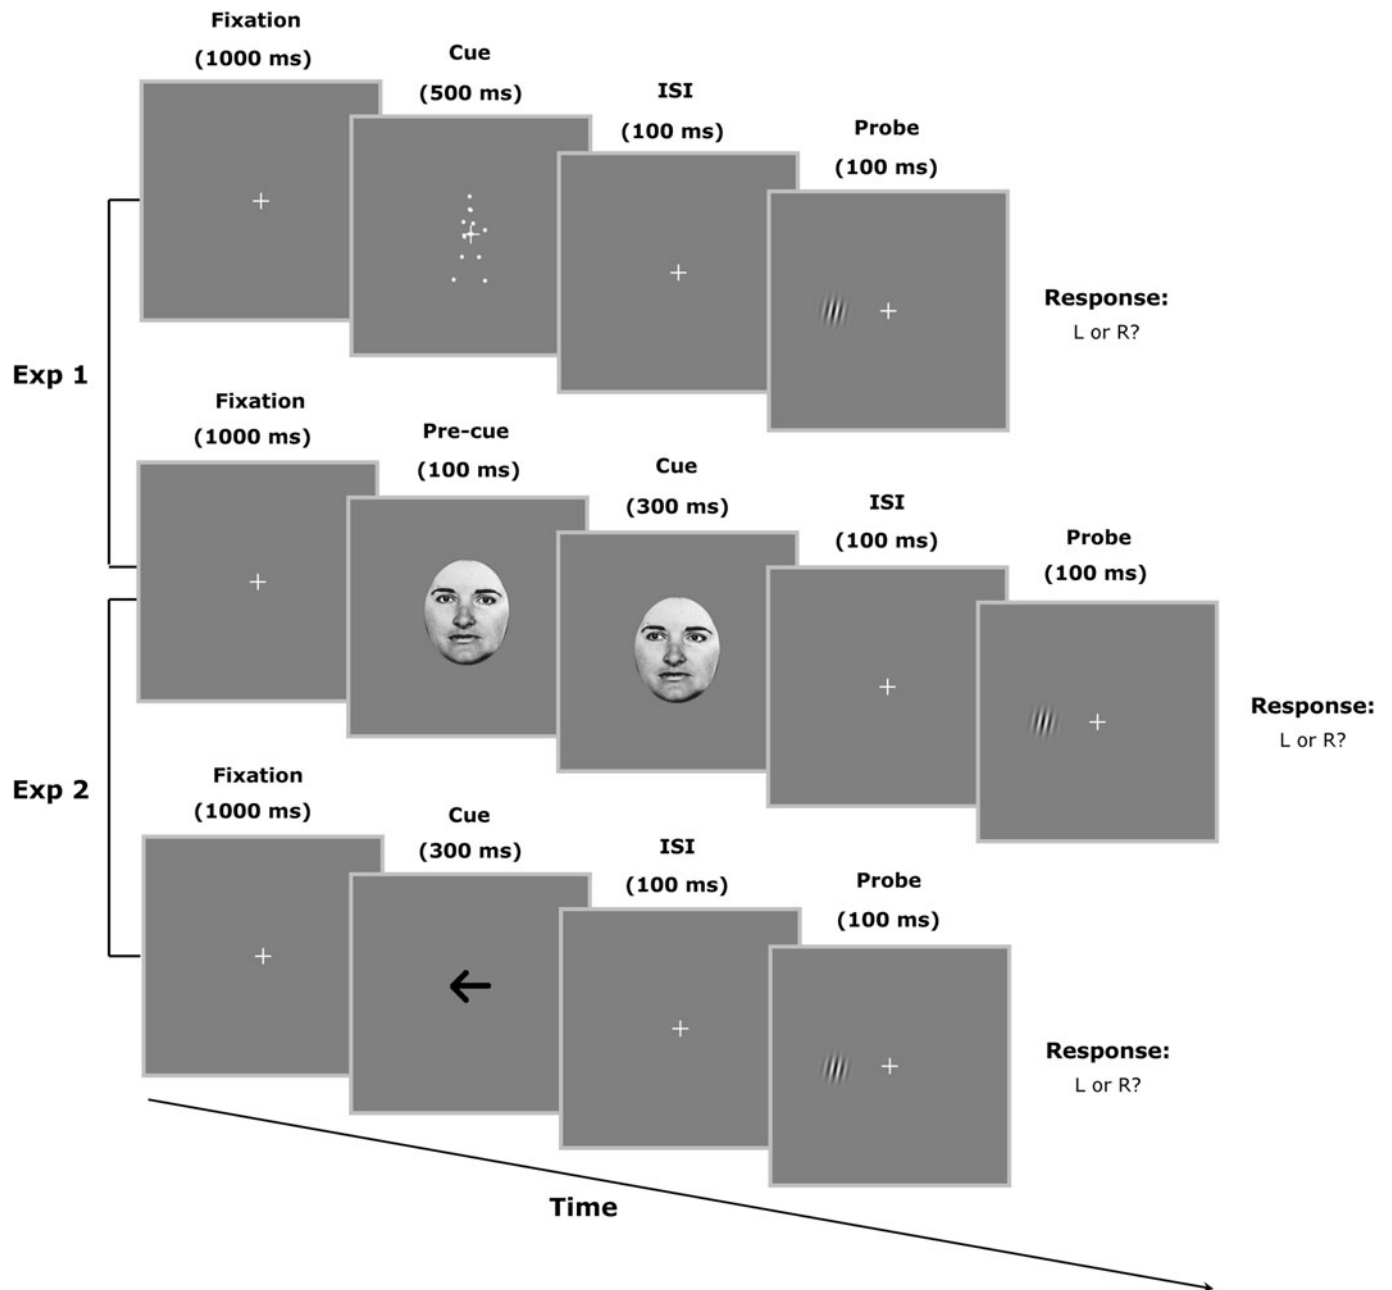 Fixation
(1000 ms)
Cue
(500 ms)
ISI
(100 ms)
Probe
(100 ms)
Response:
L or R?
Exp 1
Fixation
(1000 ms)
Pre-cue
(100 ms)
Cue
(300 ms)
ISI
(100 ms)
Probe
(100 ms)
Response:
L or R?
Exp 2
Fixation
(1000 ms)
Cue
(300 ms)
ISI
(100 ms)
Probe
(100 ms)
Response:
L or R?
Time